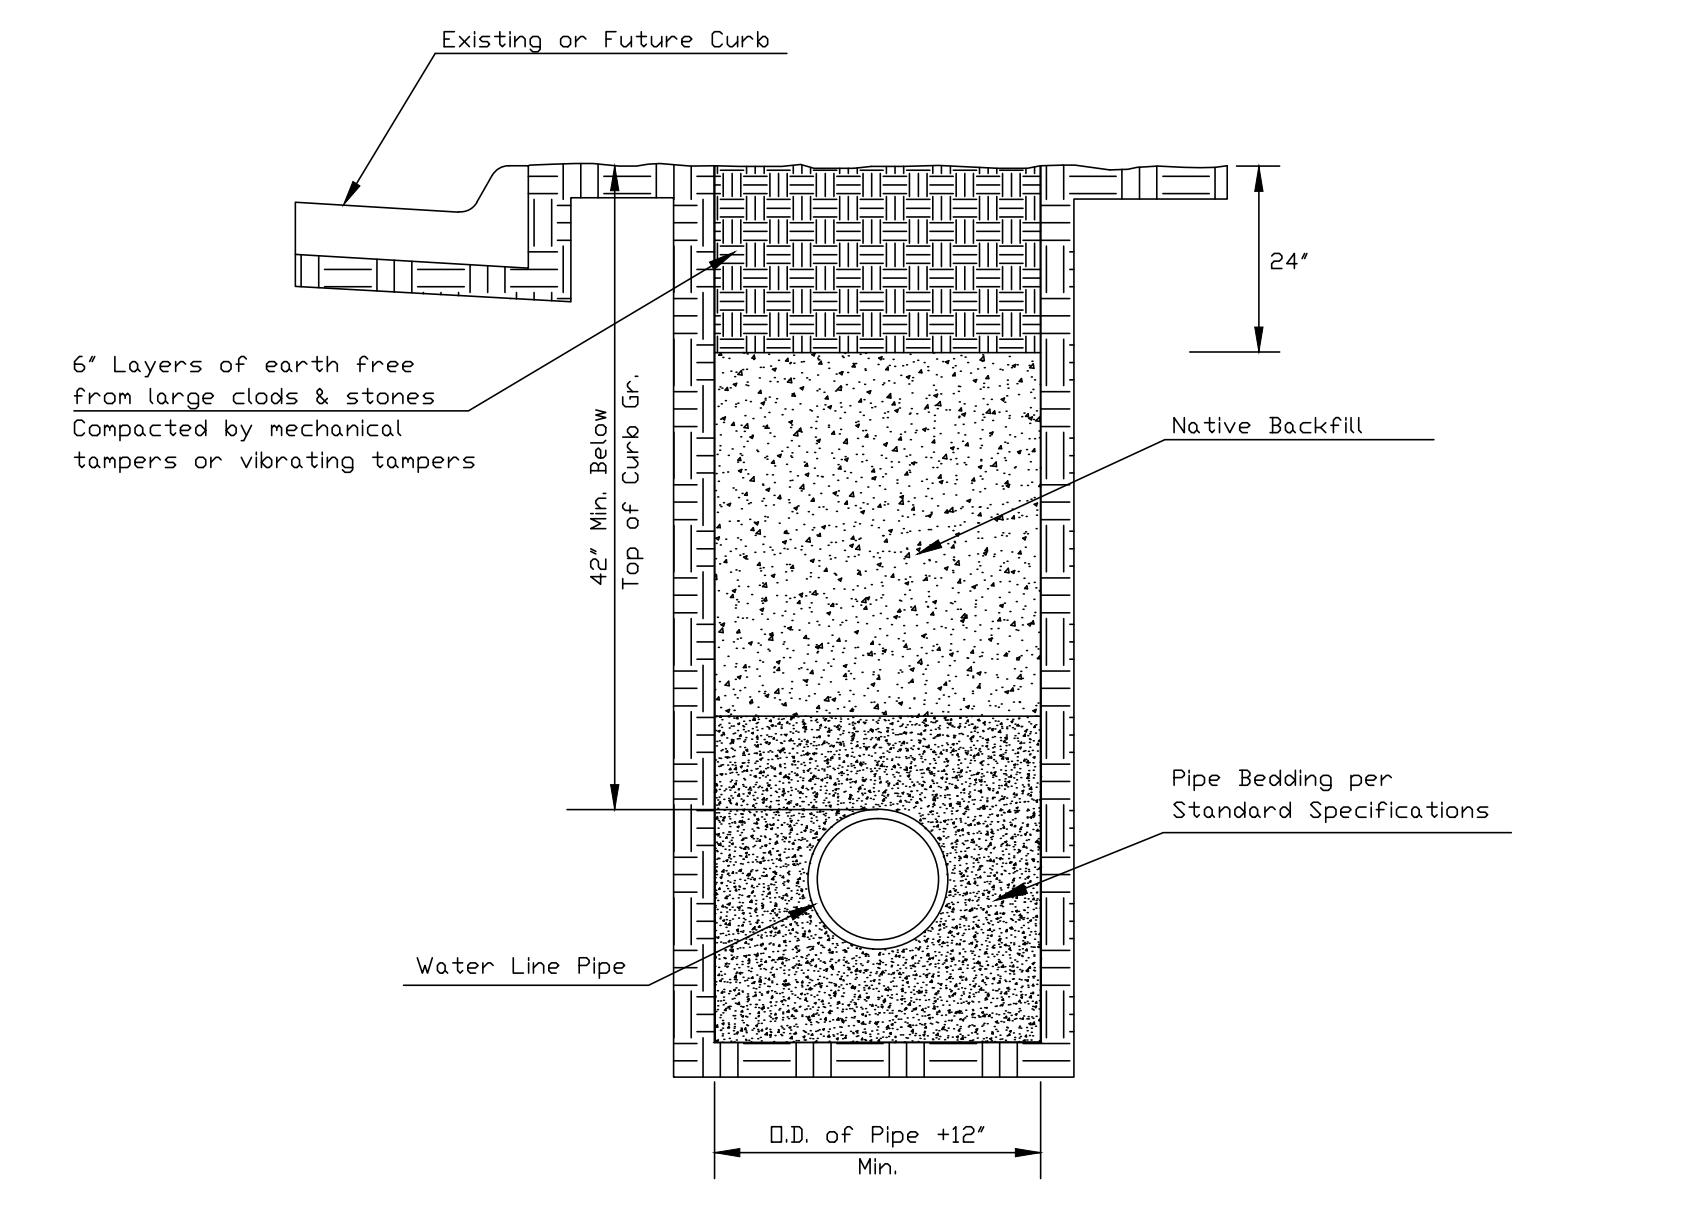 Existing or Future Curb
24"
6" Layers of earth free
from large clods & stones
Compacted by mechanical
tampers or vibrating tampers
42" Min. Below
Top of Curb Gr.
Native Backfill
Pipe Bedding per
Standard Specifications
Water Line Pipe
O.D. of Pipe +12"
Min.